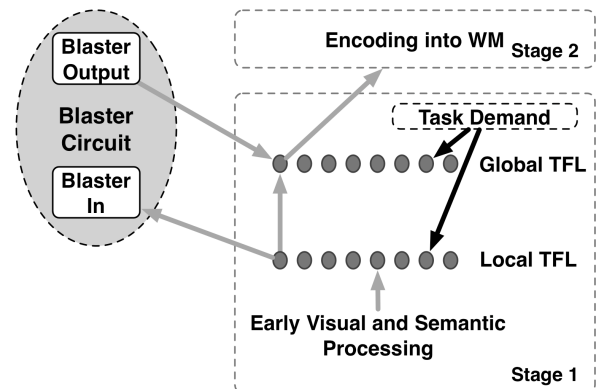 Blaster
Output
Blaster
Circuit
Blaster
In
Encoding into WM
Stage 2
Task Demand
Global TFL
Local TFL
Early Visual and Semantic
Processing
Stage 1